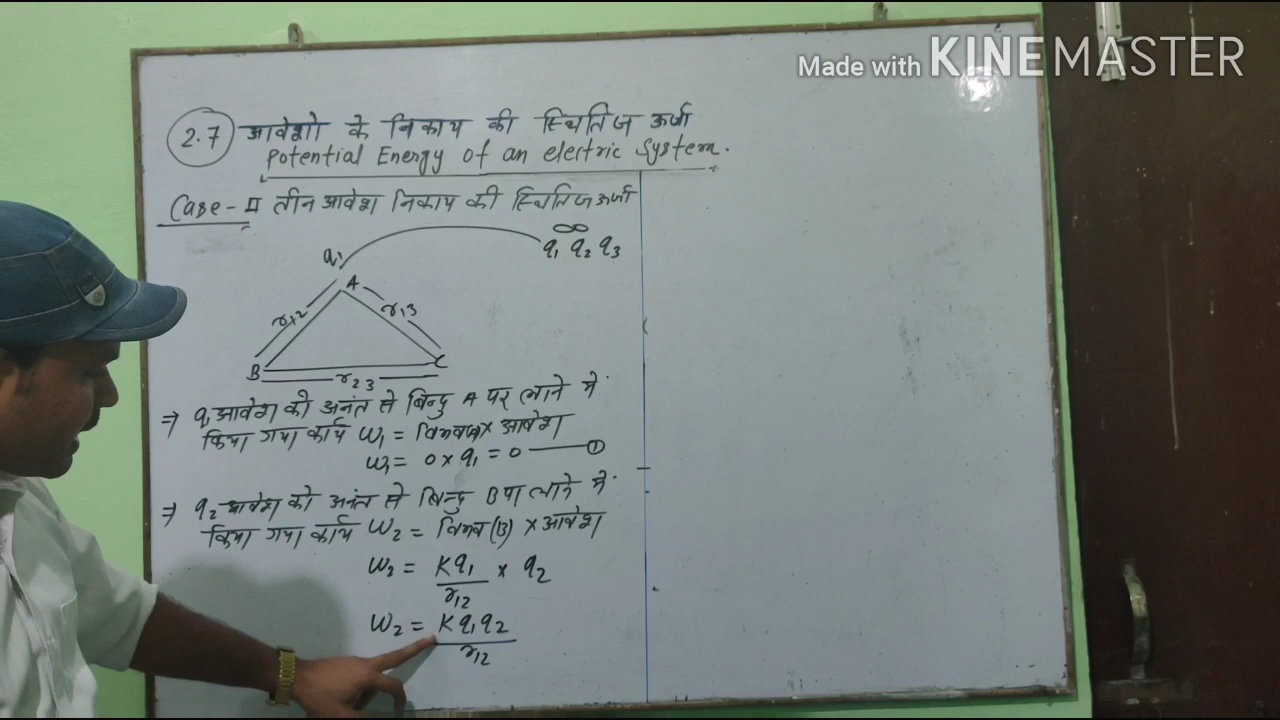 Made with KINEMASTER
2.7 आवेशो के निकाय की स्थितिज ऊर्जा
Potential Energy of an electric System.
Case-II तीन आवेश निकाय की स्थितिज ऊर्जा
∞
q1 q2 q3
q1
A
r12
r13
B
C
r23
⇒ q1 आवेश को अनंत से बिन्दु A पर लाने में
किया गया कार्य W1 = विभव(A) × आवेश
W1 = 0 × q1 = 0 — ①
⇒ q2 आवेश को अनंत से बिन्दु B पर लाने में
किया गया कार्य W2 = विभव(B) × आवेश
W2 = Kq1/r12 × q2
W2 = Kq1q2/r12